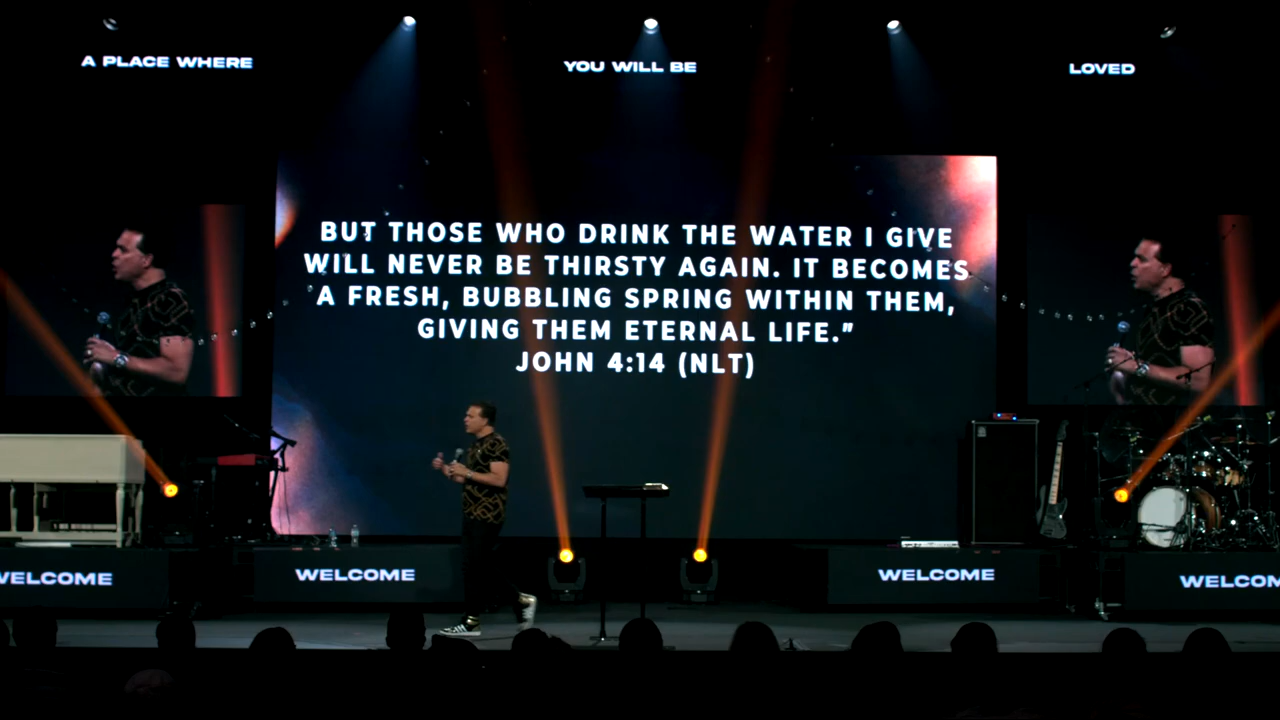 A PLACE WHERE
YOU WILL BE
LOVED
BUT THOSE WHO DRINK THE WATER I GIVE
WILL NEVER BE THIRSTY AGAIN. IT BECOMES
A FRESH, BUBBLING SPRING WITHIN THEM,
GIVING THEM ETERNAL LIFE."
JOHN 4:14 (NLT)
WELCOME
WELCOME
WELCOME
WELCOM